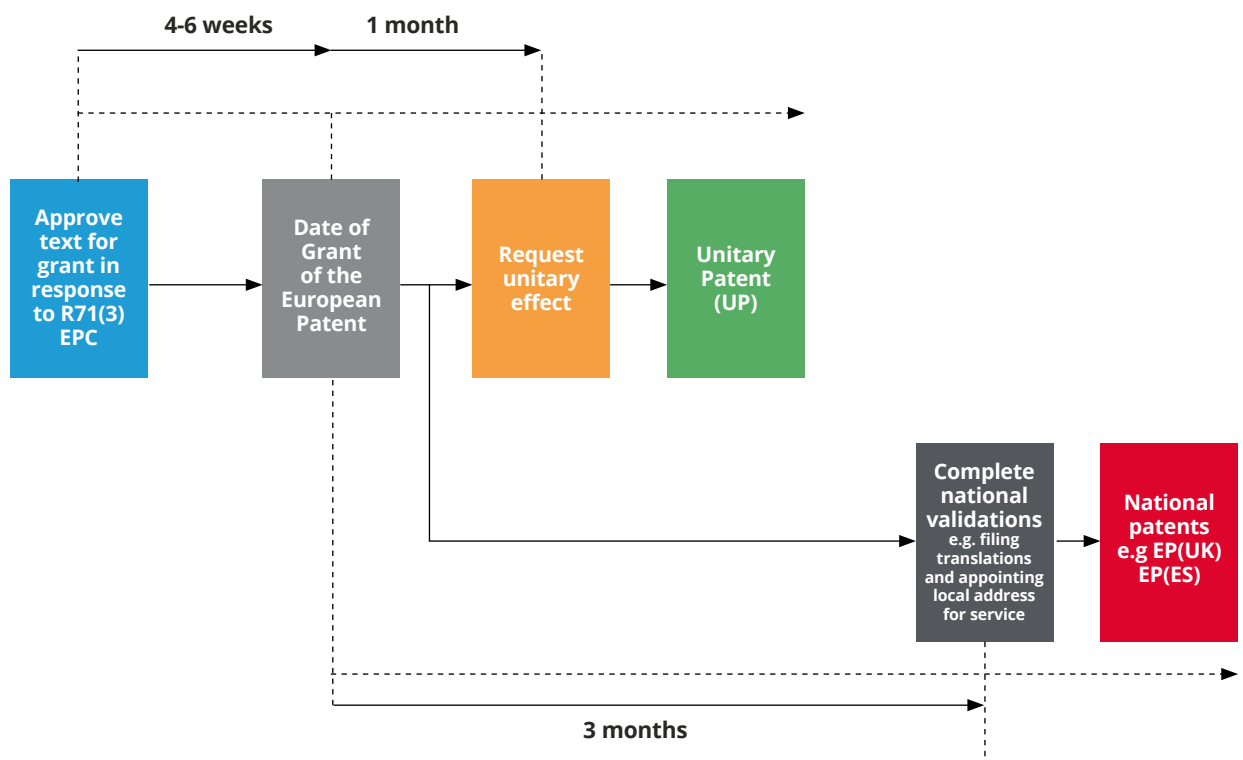 4-6 weeks
1 month
Approve
text for
grant in
response
to R71(3)
EPC
Date of
Grant
of the
European
Patent
Request
unitary
effect
Unitary
Patent
(UP)
Complete
national
validations
e.g. filing
translations
and appointing
local address
for service
National
patents
e.g EP(UK)
EP(ES)
3 months